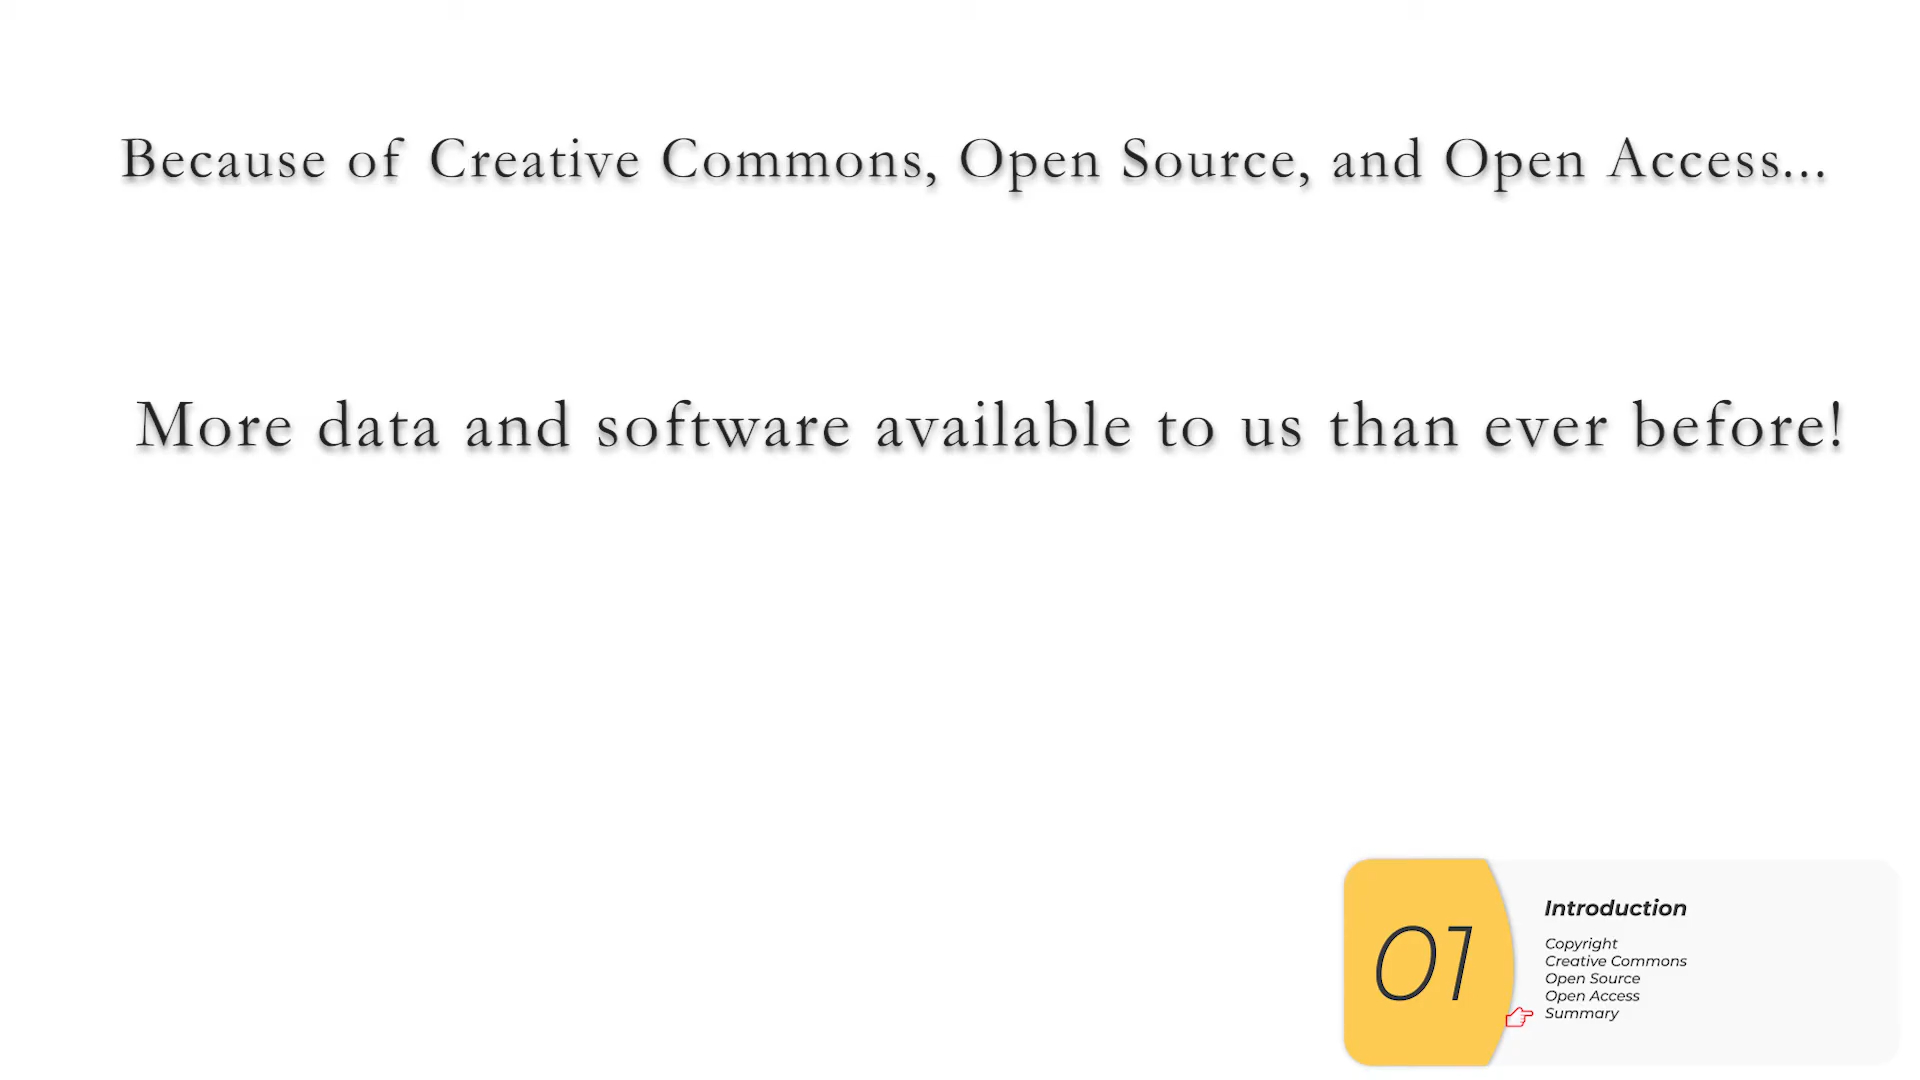 Because of Creative Commons, Open Source, and Open Access...
More data and software available to us than ever before!
01
Introduction
Copyright
Creative Commons
Open Source
Open Access
Summary